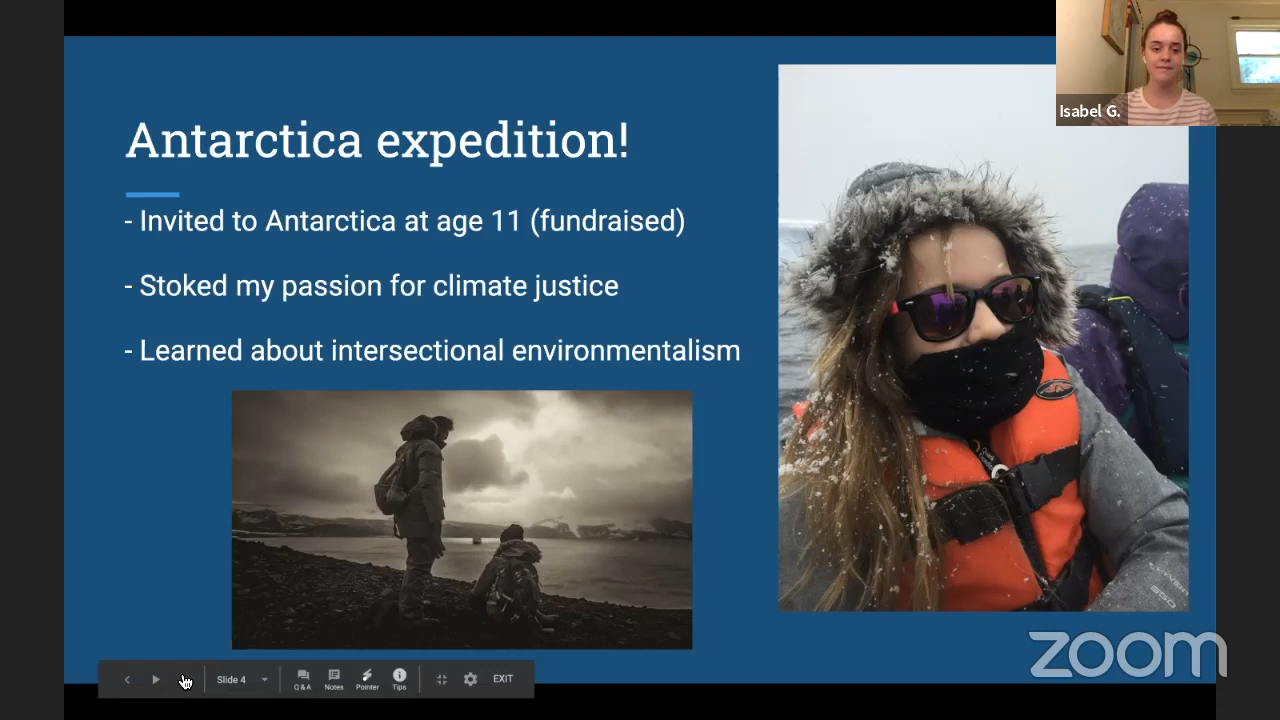 Isabel G.
Antarctica expedition!
- Invited to Antarctica at age 11 (fundraised)
- Stoked my passion for climate justice
- Learned about intersectional environmentalism
zoom
Slide 4
Q & A
Notes
Pointer
Tips
EXIT